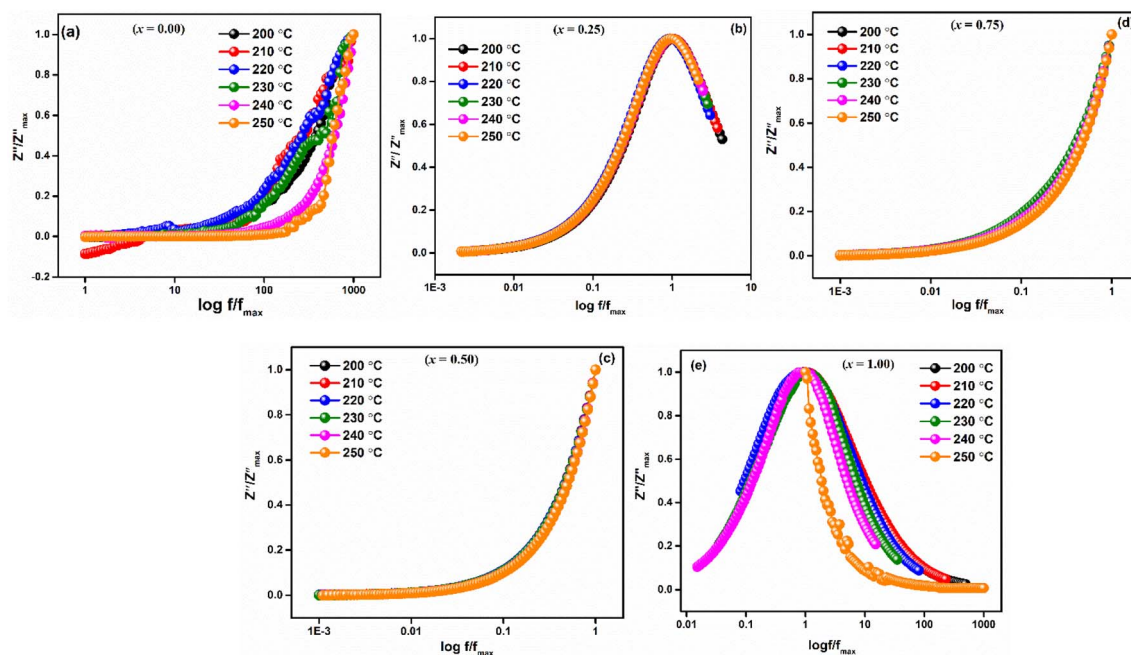 (a)
(x = 0.00)
200 °C
210 °C
220 °C
230 °C
240 °C
250 °C
Z''/Z''max
1.0
0.8
0.6
0.4
0.2
0.0
-0.2
1
10
100
1000
log f/fmax
(x = 0.25)
(b)
200 °C
210 °C
220 °C
230 °C
240 °C
250 °C
Z''/ Z''max
1.0
0.8
0.6
0.4
0.2
0.0
1E-3
0.01
0.1
1
10
log f/fmax
(x = 0.75)
(d)
200 °C
210 °C
220 °C
230 °C
240 °C
250 °C
Z''/Z''max
1.0
0.8
0.6
0.4
0.2
0.0
1E-3
0.01
0.1
1
log f/fmax
(x = 0.50)
(c)
200 °C
210 °C
220 °C
230 °C
240 °C
250 °C
Z''/Z''max
1.0
0.8
0.6
0.4
0.2
0.0
1E-3
0.01
0.1
1
log f/fmax
(e)
(x = 1.00)
200 °C
210 °C
220 °C
230 °C
240 °C
250 °C
Z''/Z''max
1.0
0.8
0.6
0.4
0.2
0.0
0.01
0.1
1
10
100
1000
logf/fmax